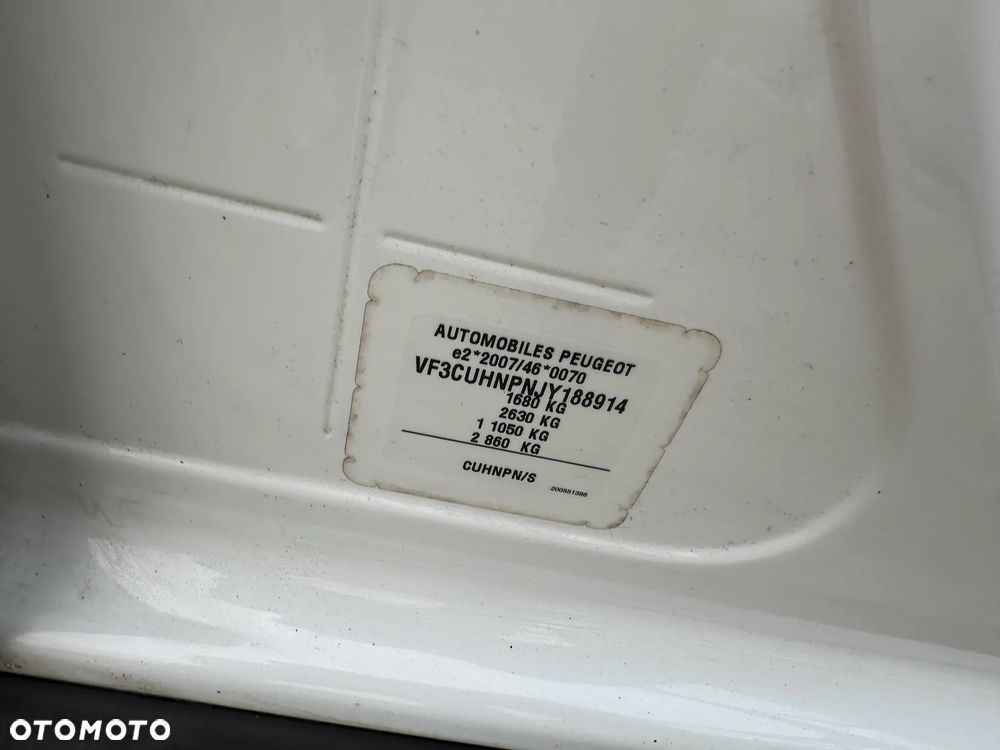 AUTOMOBILES PEUGEOT
e2*2007/46*0070
VF3CUHNPNJY188914
1680 KG
2630 KG
1 1050 KG
2 860 KG
CUHNPN/S
200551396
OTOMOTO